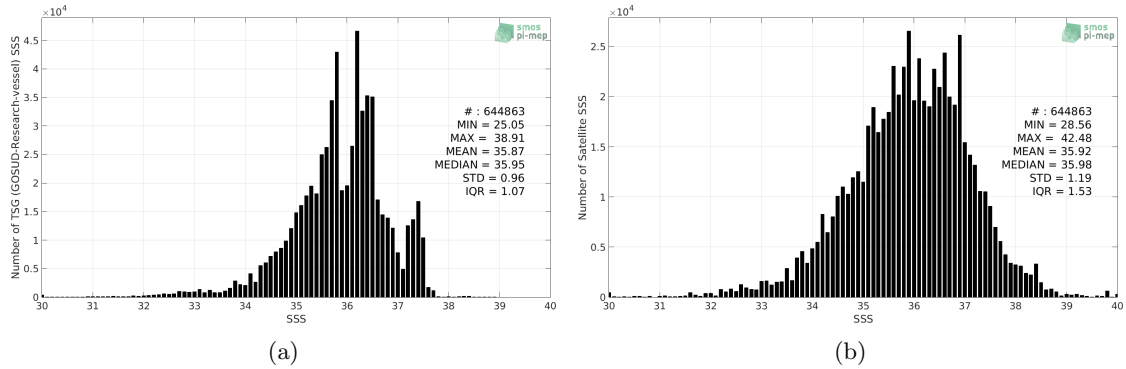 ×10⁴
4.5
4
3.5
3
2.5
2
1.5
1
0.5
0
Number of TSG (GOSUD-Research-vessel) SSS
smos
pi-mep
# : 644863
MIN = 25.05
MAX = 38.91
MEAN = 35.87
MEDIAN = 35.95
STD = 0.96
IQR = 1.07
30 31 32 33 34 35 36 37 38 39 40
SSS
(a)
×10⁴
2.5
2
1.5
1
0.5
0
Number of Satellite SSS
smos
pi-mep
# : 644863
MIN = 28.56
MAX = 42.48
MEAN = 35.92
MEDIAN = 35.98
STD = 1.19
IQR = 1.53
30 31 32 33 34 35 36 37 38 39 40
SSS
(b)